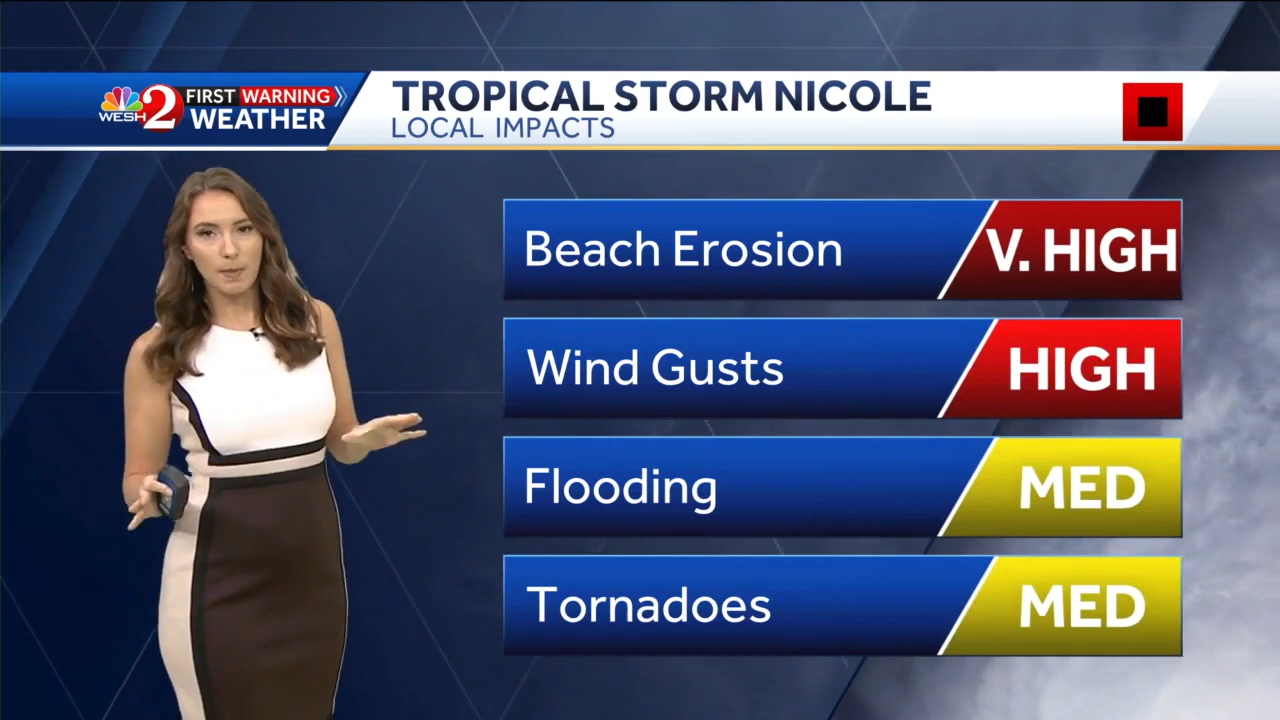 WESH 2 FIRST WARNING
WEATHER
TROPICAL STORM NICOLE
LOCAL IMPACTS
Beach Erosion V. HIGH
Wind Gusts HIGH
Flooding MED
Tornadoes MED